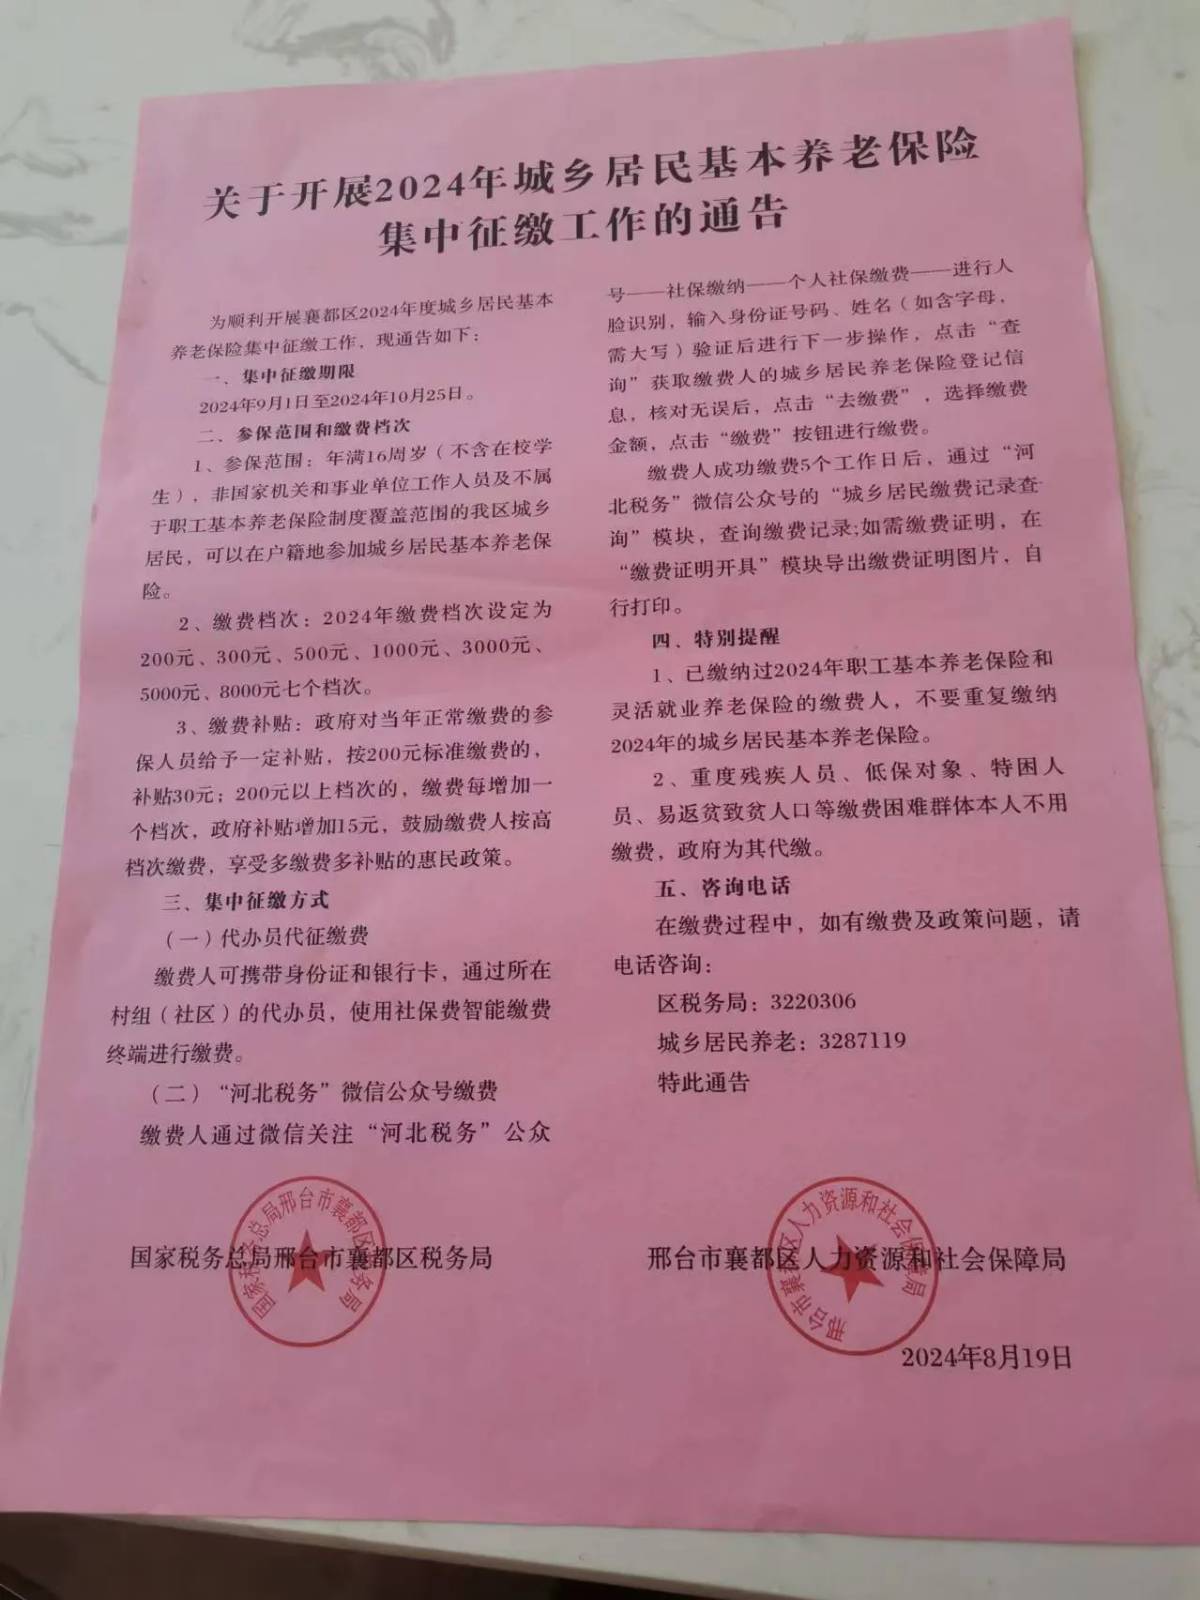 关于开展2024年城乡居民基本养老保险
集中征缴工作的通告
为顺利开展襄都区2024年度城乡居民基本
养老保险集中征缴工作，现通告如下：
一、集中征缴期限
2024年9月1日至2024年10月25日。
二、参保范围和缴费档次
1、参保范围：年满16周岁（不含在校学
生），非国家机关和事业单位工作人员及不属
于职工基本养老保险制度覆盖范围的我区城乡
居民，可以在户籍地参加城乡居民基本养老保
险。
2、缴费档次：2024年缴费档次设定为
200元、300元、500元、1000元、3000元、
5000元、8000元七个档次。
3、缴费补贴：政府对当年正常缴费的参
保人员给予一定补贴，按200元标准缴费的，
补贴30元；200元以上档次的，缴费每增加一
个档次，政府补贴增加15元，鼓励缴费人按高
档次缴费，享受多缴费多补贴的惠民政策。
三、集中征缴方式
（一）代办员代征缴费
缴费人可携带身份证和银行卡，通过所在
村组（社区）的代办员，使用社保费智能缴费
终端进行缴费。
（二）“河北税务”微信公众号缴费
缴费人通过微信关注“河北税务”公众
号——社保缴纳——个人社保缴费——进行人
脸识别，输入身份证号码、姓名（如含字母，
需大写）验证后进行下一步操作，点击“查
询”获取缴费人的城乡居民养老保险登记信
息，核对无误后，点击“去缴费”，选择缴费
金额，点击“缴费”按钮进行缴费。
缴费人成功缴费5个工作日后，通过“河
北税务”微信公众号的“城乡居民缴费记录查
询”模块，查询缴费记录;如需缴费证明，在
“缴费证明开具”模块导出缴费证明图片，自
行打印。
四、特别提醒
1、已缴纳过2024年职工基本养老保险和
灵活就业养老保险的缴费人，不要重复缴纳
2024年的城乡居民基本养老保险。
2、重度残疾人员、低保对象、特困人
员、易返贫致贫人口等缴费困难群体本人不用
缴费，政府为其代缴。
五、咨询电话
在缴费过程中，如有缴费及政策问题，请
电话咨询：
区税务局：3220306
城乡居民养老：3287119
特此通告
国家税务总局邢台市襄都区税务局
国家税务总局邢台市襄都区税务局
邢台市襄都区人力资源和社会保障局
邢台市襄都区人力资源和社会保障局
2024年8月19日